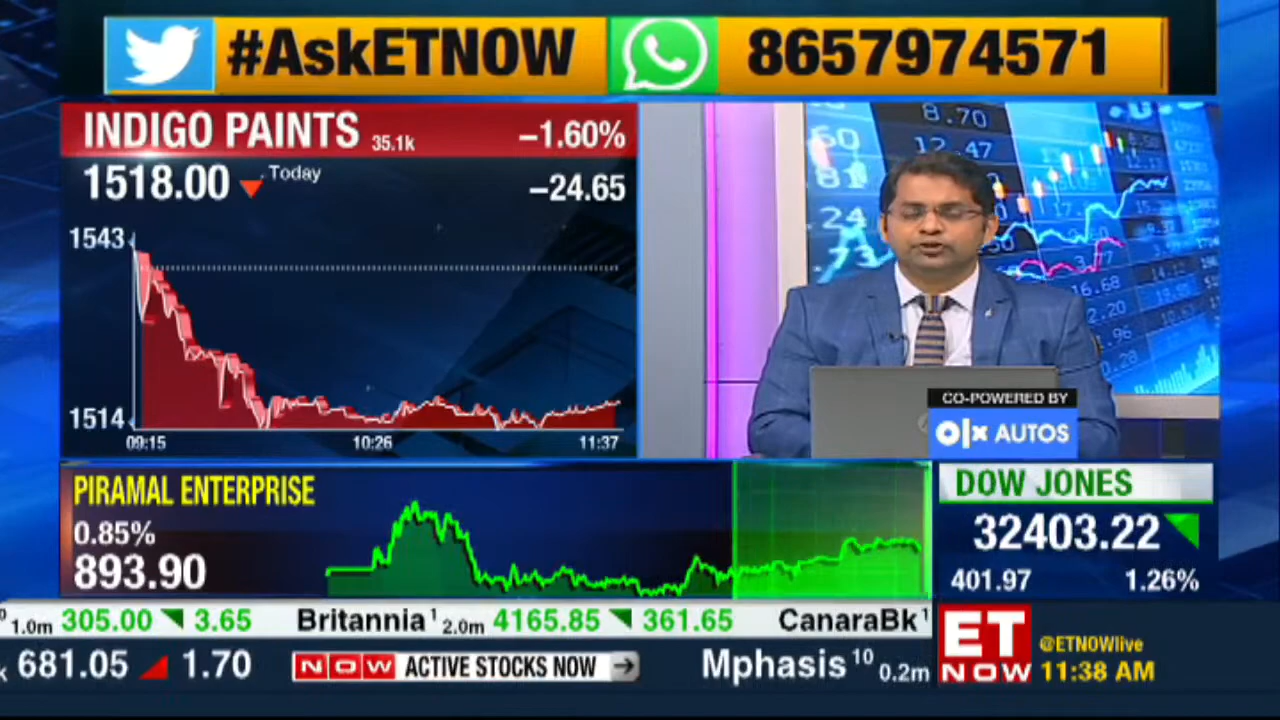 #AskETNOW 8657974571
INDIGO PAINTS 35.1k -1.60%
1518.00 Today -24.65
1543
1514
09:15 10:26 11:37
8.70
12.47
16.68
CO-POWERED BY
OLX AUTOS
PIRAMAL ENTERPRISE
0.85%
893.90
DOW JONES
32403.22
401.97 1.26%
1.0m 305.00 3.65 Britannia 1 2.0m 4165.85 361.65 CanaraBk 1
k 681.05 1.70 NOW ACTIVE STOCKS NOW Mphasis 10 0.2m
ET
NOW
@ETNOWlive
11:38 AM